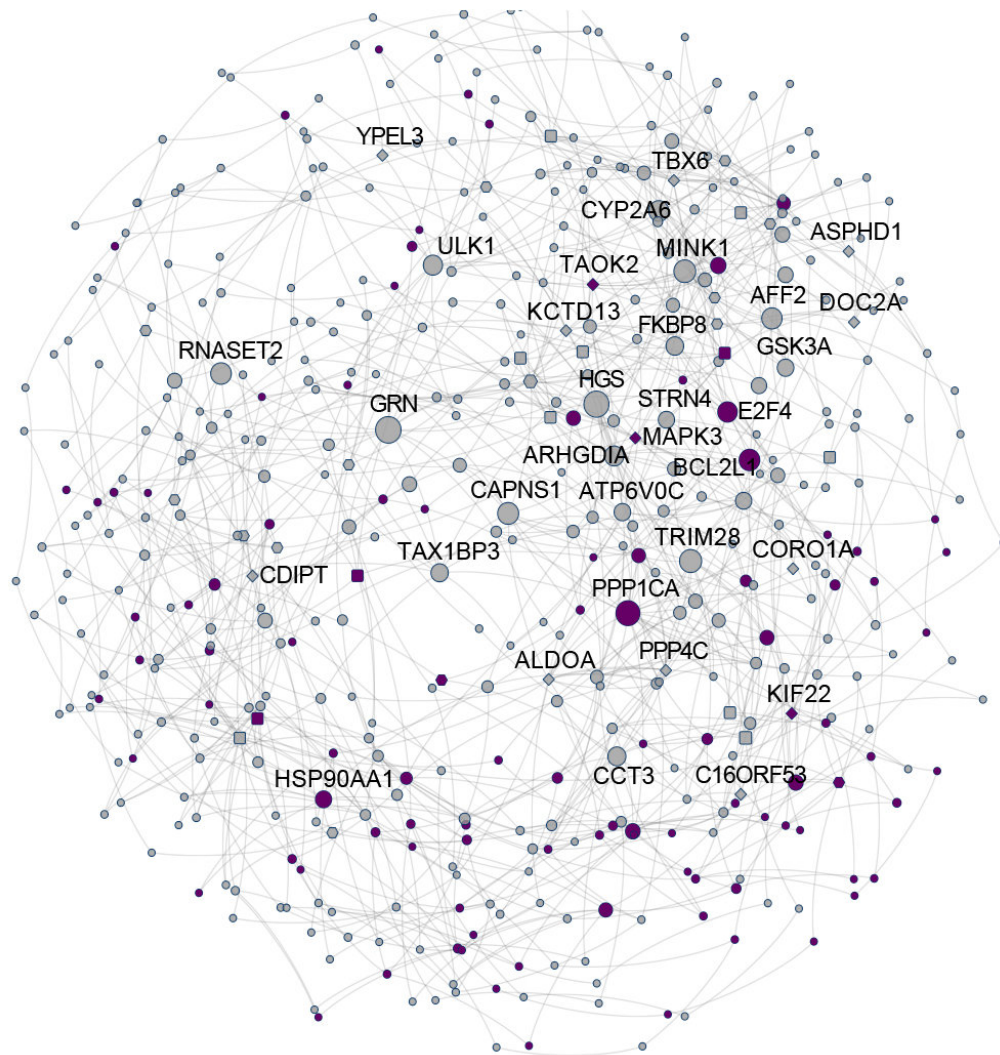 YPEL3
TBX6
CYP2A6
ASPHD1
ULK1
MINK1
TAOK2
AFF2
DOC2A
KCTD13
FKBP8
RNASET2
GSK3A
HGS
GRN
STRN4
E2F4
MAPK3
ARHGDIA
BCL2L1
CAPNS1
ATP6V0C
TRIM28
CORO1A
TAX1BP3
CDIPT
PPP1CA
ALDOA
PPP4C
KIF22
HSP90AA1
CCT3
C16ORF53